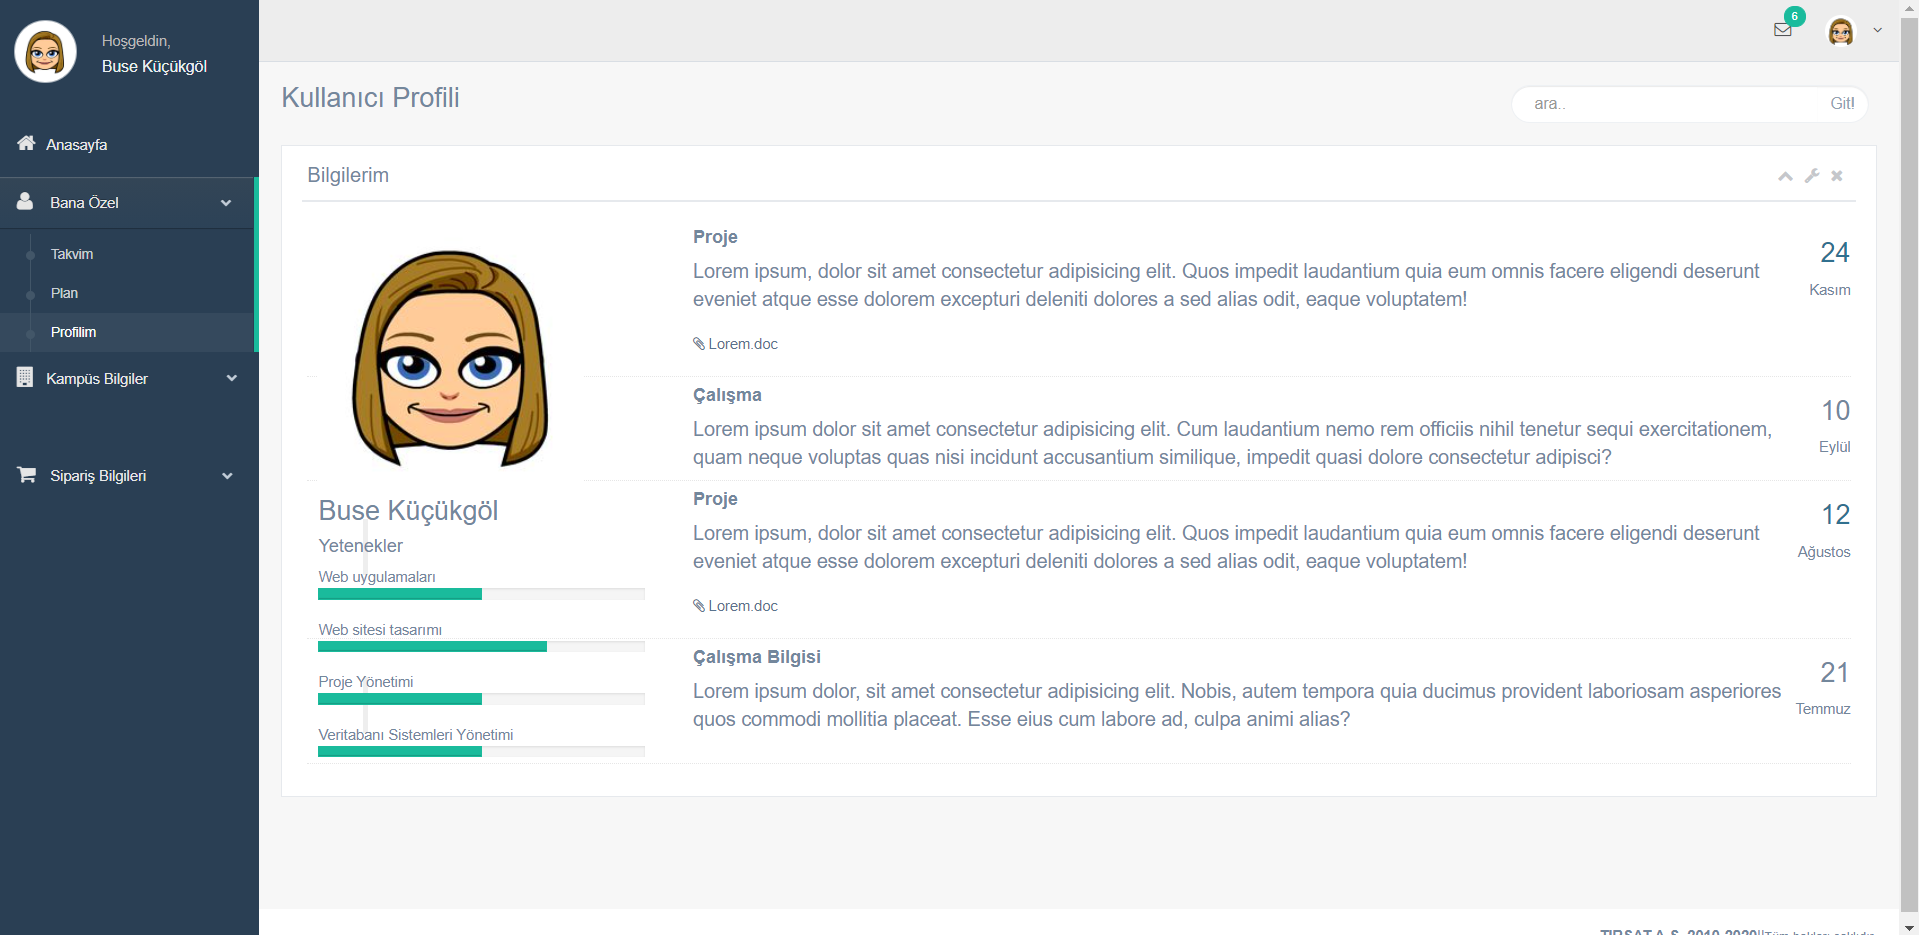 Hoşgeldin,
Buse Küçükgöl
Anasayfa
Bana Özel
Takvim
Plan
Profilim
Kampüs Bilgiler
Sipariş Bilgileri
6
Kullanıcı Profili
ara..
Git!
Bilgilerim
Buse Küçükgöl
Yetenekler
Web uygulamaları
Web sitesi tasarımı
Proje Yönetimi
Veritabanı Sistemleri Yönetimi
Proje
Lorem ipsum, dolor sit amet consectetur adipisicing elit. Quos impedit laudantium quia eum omnis facere eligendi deserunt
eveniet atque esse dolorem excepturi deleniti dolores a sed alias odit, eaque voluptatem!
Lorem.doc
24
Kasım
Çalışma
Lorem ipsum dolor sit amet consectetur adipisicing elit. Cum laudantium nemo rem officiis nihil tenetur sequi exercitationem,
quam neque voluptas quas nisi incidunt accusantium similique, impedit quasi dolore consectetur adipisci?
10
Eylül
Proje
Lorem ipsum, dolor sit amet consectetur adipisicing elit. Quos impedit laudantium quia eum omnis facere eligendi deserunt
eveniet atque esse dolorem excepturi deleniti dolores a sed alias odit, eaque voluptatem!
Lorem.doc
12
Ağustos
Çalışma Bilgisi
Lorem ipsum dolor, sit amet consectetur adipisicing elit. Nobis, autem tempora quia ducimus provident laboriosam asperiores
quos commodi mollitia placeat. Esse eius cum labore ad, culpa animi alias?
21
Temmuz
TIRSAT A.Ş. 2010-2020||Tüm hakları saklıdır.